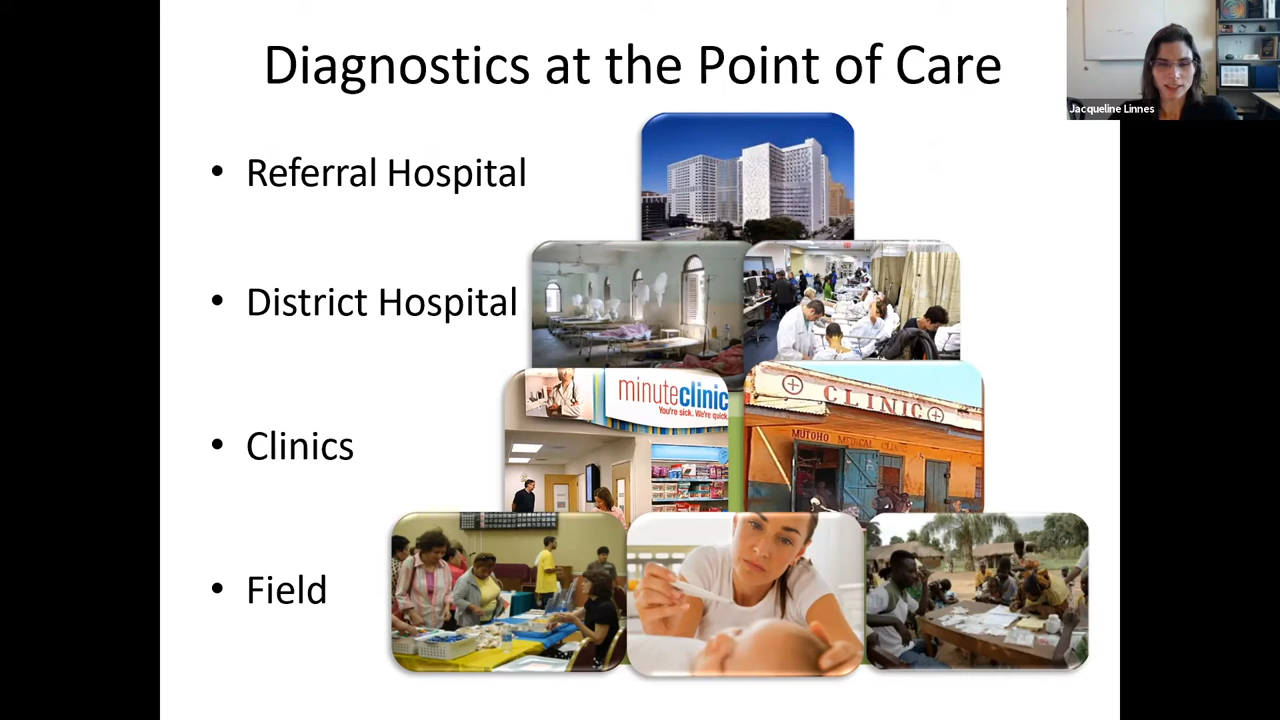 Diagnostics at the Point of Care
Jacqueline Linnes
• Referral Hospital
• District Hospital
• Clinics
• Field
minuteclinic
You're sick. We're quick
CLINIC
MUTOHO MEDICAL CLINIC